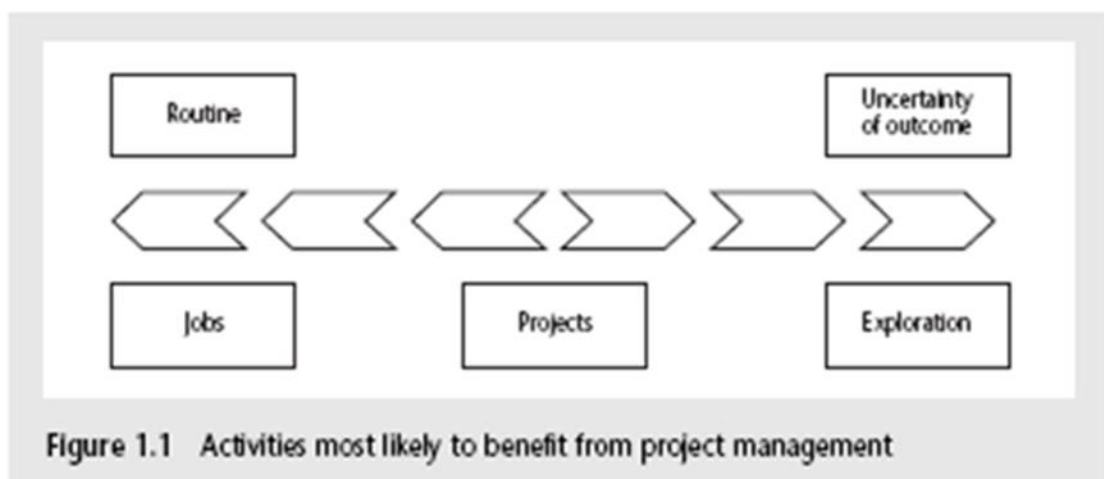 Routine
Uncertainty
of outcome
Jobs
Projects
Exploration
Figure 1.1 Activities most likely to benefit from project management